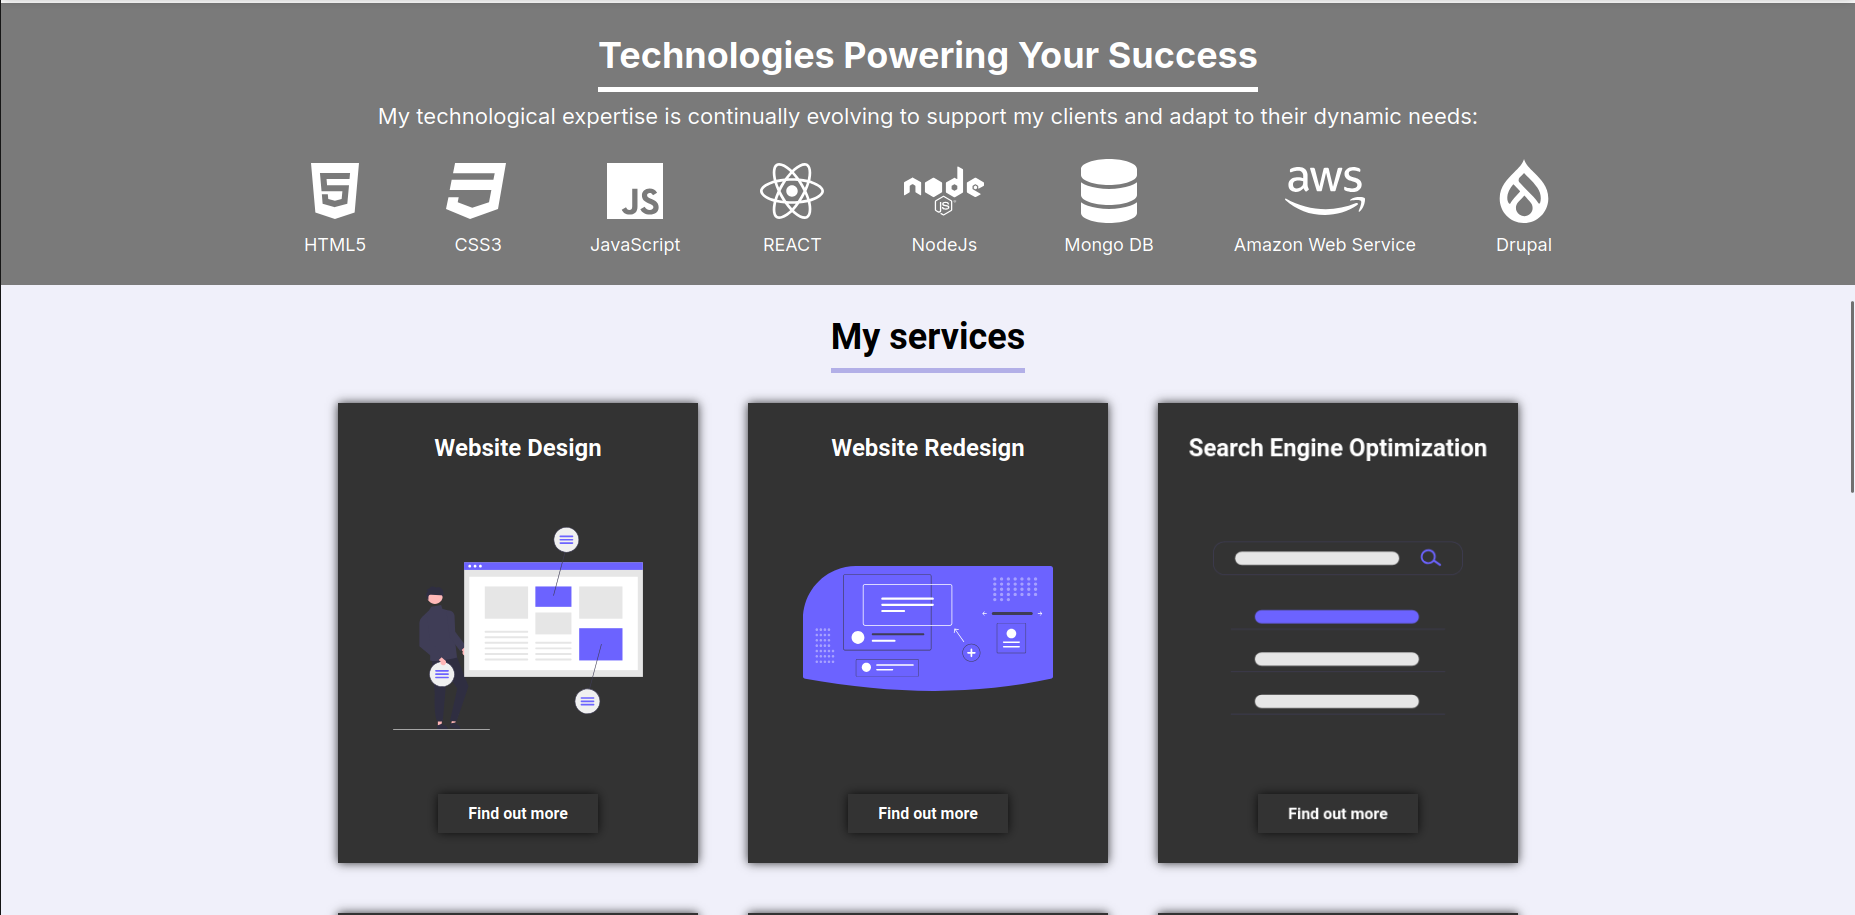 Technologies Powering Your Success
My technological expertise is continually evolving to support my clients and adapt to their dynamic needs:
5
JS
node
JS
aws
HTML5
CSS3
JavaScript
REACT
NodeJs
Mongo DB
Amazon Web Service
Drupal
My services
Website Design
Website Redesign
Search Engine Optimization
Find out more
Find out more
Find out more